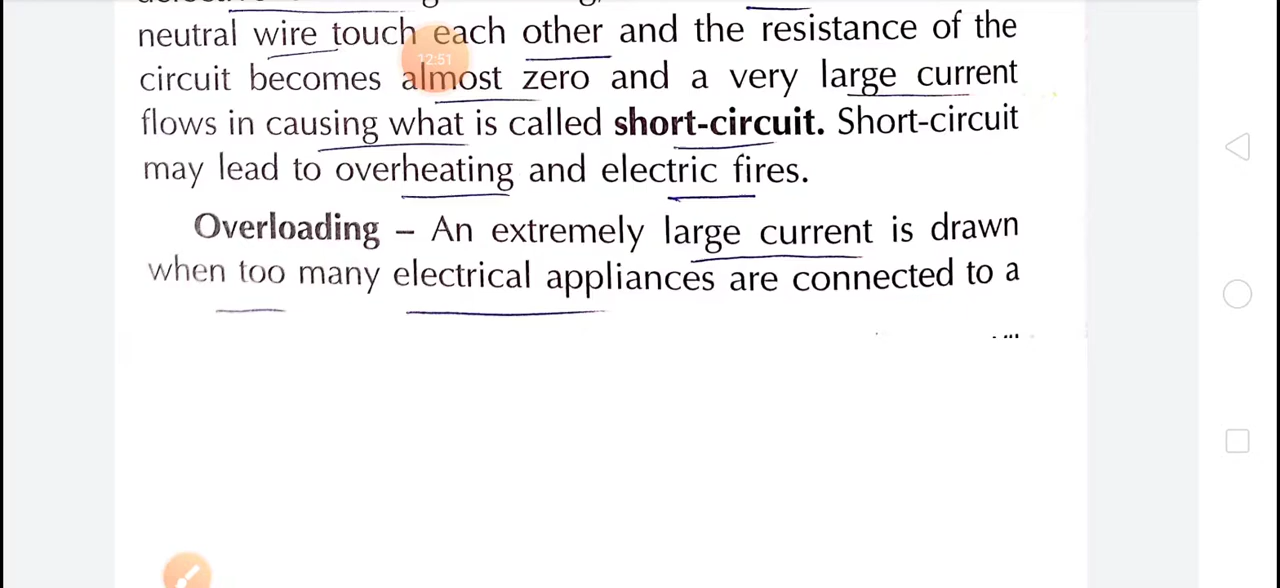 neutral wire touch each other and the resistance of the
circuit becomes almost zero and a very large current
12:51
flows in causing what is called short-circuit. Short-circuit
may lead to overheating and electric fires.
Overloading – An extremely large current is drawn
when too many electrical appliances are connected to a